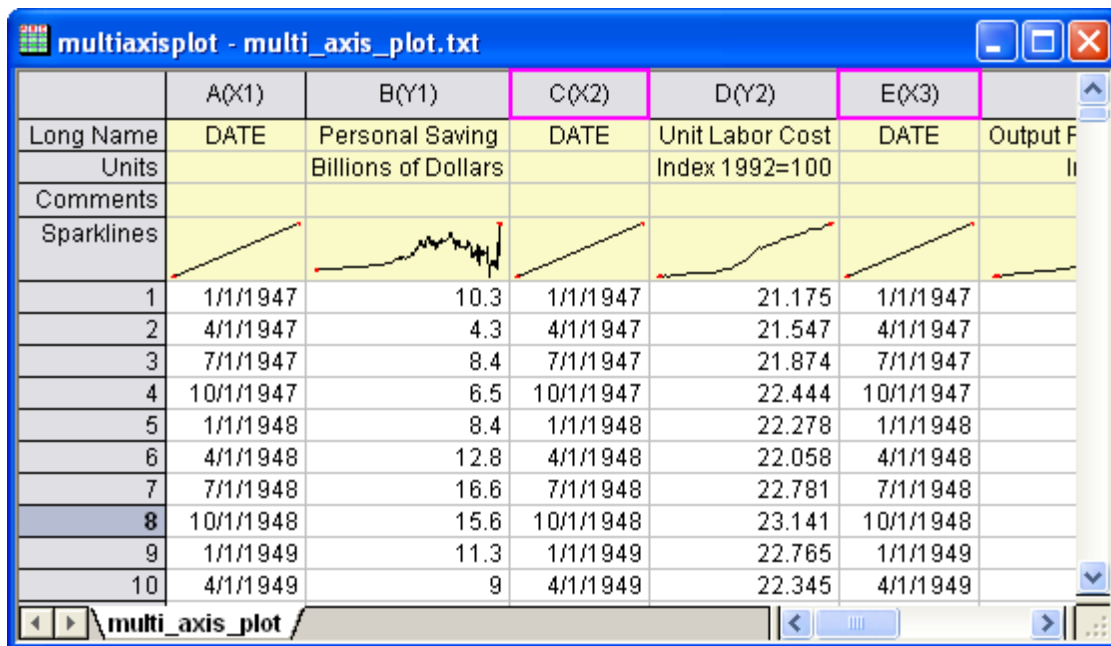 multiaxisplot - multi_axis_plot.txt
A(X1) B(Y1) C(X2) D(Y2) E(X3)
Long Name DATE Personal Saving DATE Unit Labor Cost DATE Output
Units Billions of Dollars Index 1992=100
Comments
Sparklines
1 1/1/1947 10.3 1/1/1947 21.175 1/1/1947
2 4/1/1947 4.3 4/1/1947 21.547 4/1/1947
3 7/1/1947 8.4 7/1/1947 21.874 7/1/1947
4 10/1/1947 6.5 10/1/1947 22.444 10/1/1947
5 1/1/1948 8.4 1/1/1948 22.278 1/1/1948
6 4/1/1948 12.8 4/1/1948 22.058 4/1/1948
7 7/1/1948 16.6 7/1/1948 22.781 7/1/1948
8 10/1/1948 15.6 10/1/1948 23.141 10/1/1948
9 1/1/1949 11.3 1/1/1949 22.765 1/1/1949
10 4/1/1949 9 4/1/1949 22.345 4/1/1949
multi_axis_plot